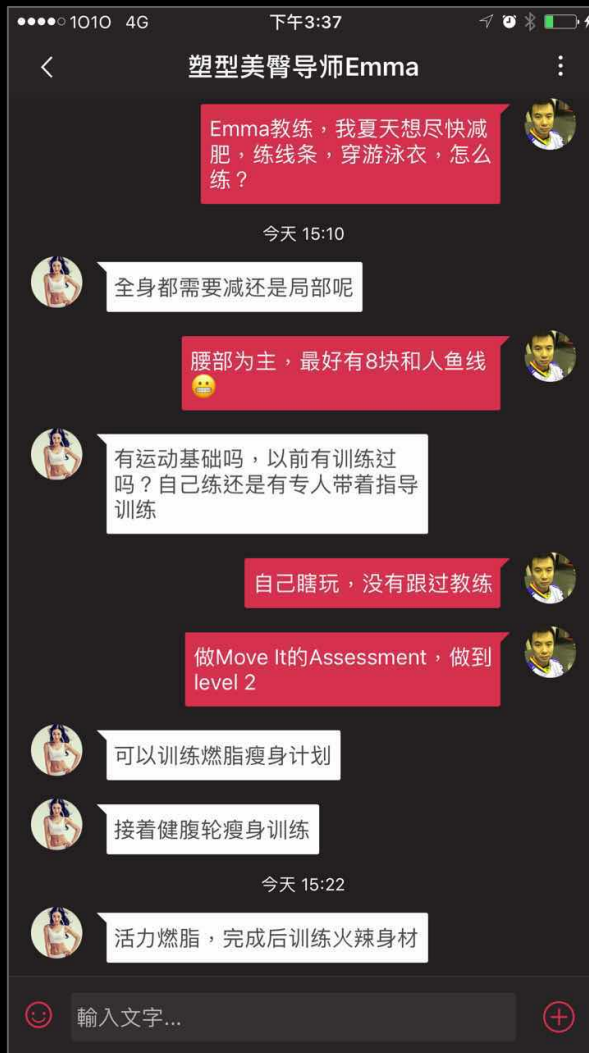 1010 4G 下午3:37
塑型美臀导师Emma
Emma教练，我夏天想尽快减
肥，练线条，穿游泳衣，怎么
练？
今天 15:10
全身都需要减还是局部呢
腰部为主，最好有8块和人鱼线
😬
有运动基础吗，以前有训练过
吗？自己练还是有专人带着指导
训练
自己瞎玩，没有跟过教练
做Move It的Assessment，做到
level 2
可以训练燃脂瘦身计划
接着健腹轮瘦身训练
今天 15:22
活力燃脂，完成后训练火辣身材
輸入文字...